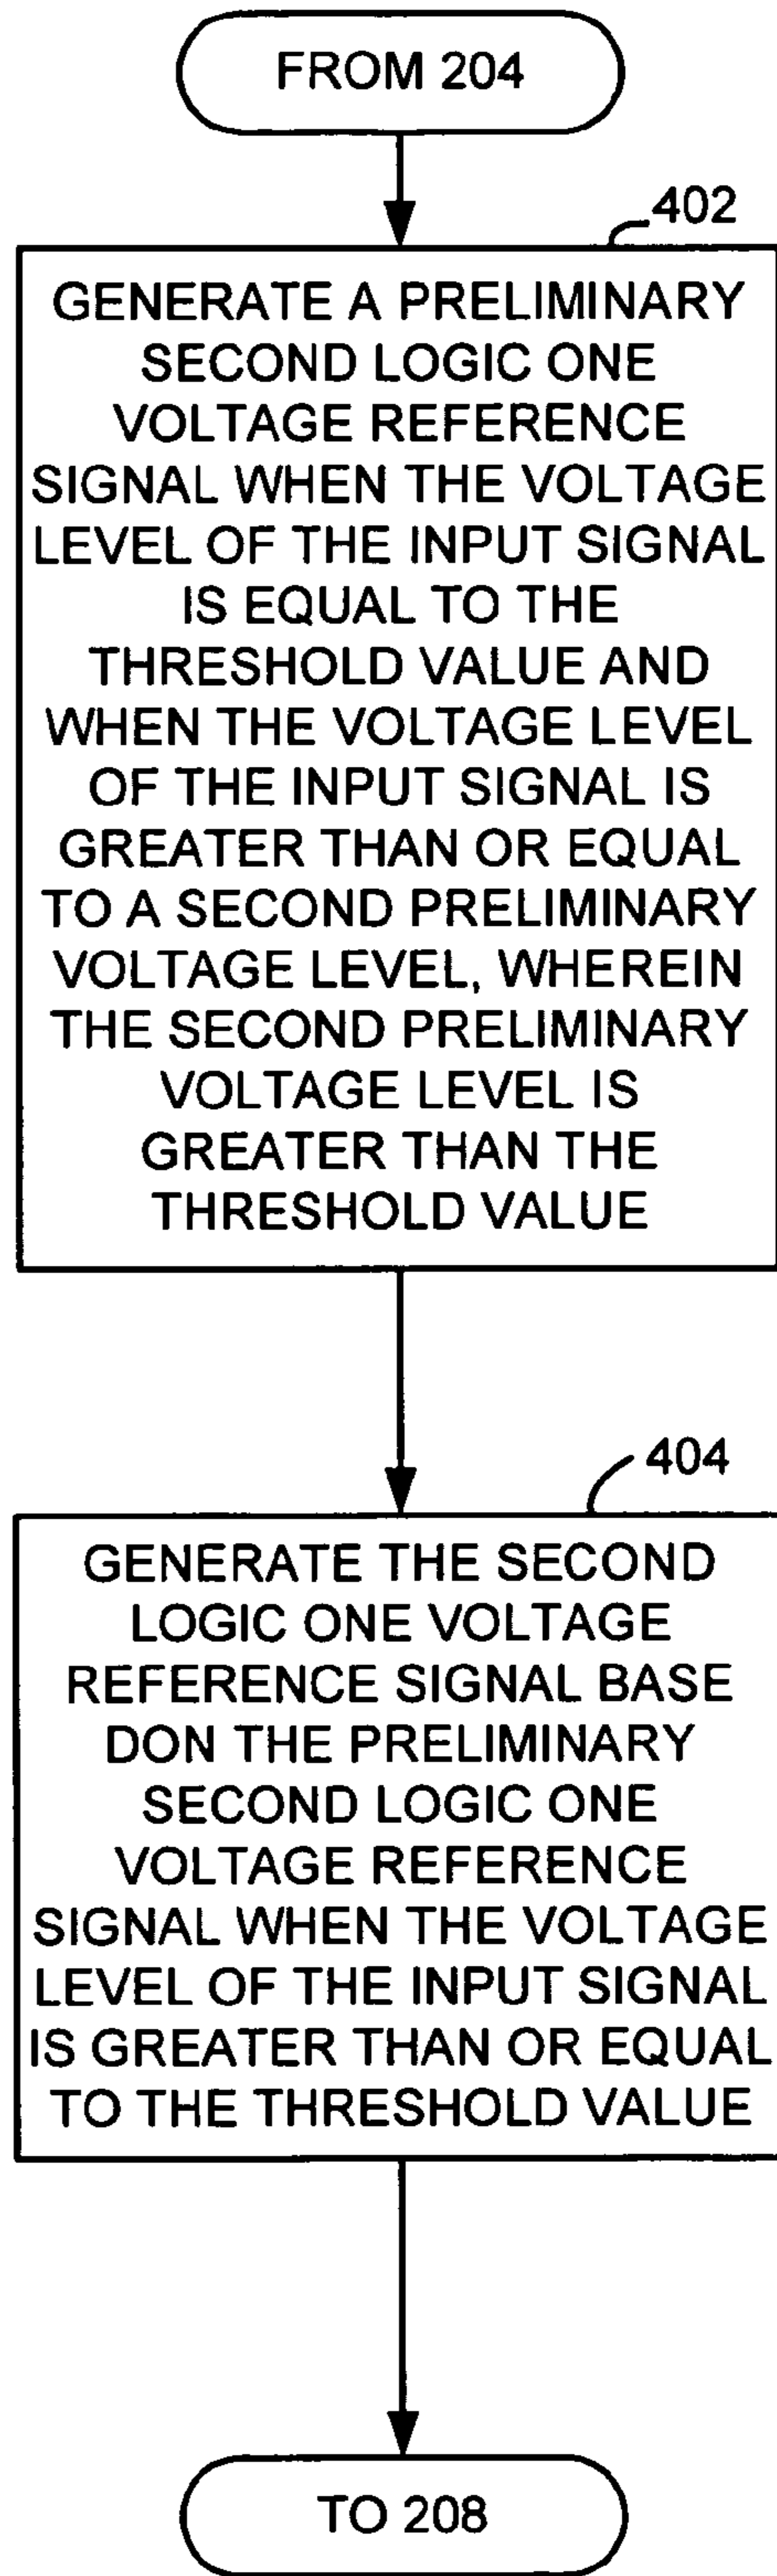 FROM 204
402
GENERATE A PRELIMINARY
SECOND LOGIC ONE
VOLTAGE REFERENCE
SIGNAL WHEN THE VOLTAGE
LEVEL OF THE INPUT SIGNAL
IS EQUAL TO THE
THRESHOLD VALUE AND
WHEN THE VOLTAGE LEVEL
OF THE INPUT SIGNAL IS
GREATER THAN OR EQUAL
TO A SECOND PRELIMINARY
VOLTAGE LEVEL, WHEREIN
THE SECOND PRELIMINARY
VOLTAGE LEVEL IS
GREATER THAN THE
THRESHOLD VALUE
404
GENERATE THE SECOND
LOGIC ONE VOLTAGE
REFERENCE SIGNAL BASE
DON THE PRELIMINARY
SECOND LOGIC ONE
VOLTAGE REFERENCE
SIGNAL WHEN THE VOLTAGE
LEVEL OF THE INPUT SIGNAL
IS GREATER THAN OR EQUAL
TO THE THRESHOLD VALUE
TO 208